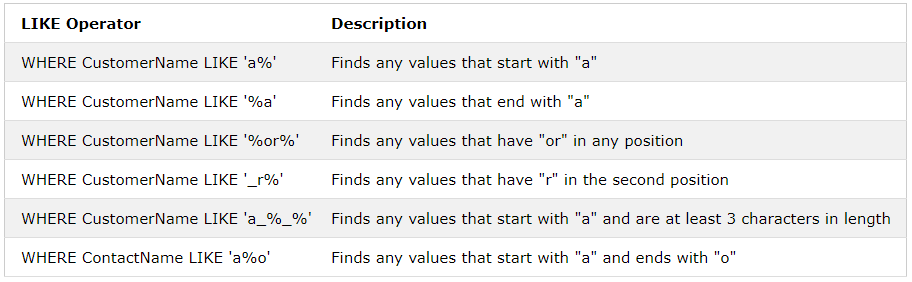 LIKE Operator Description
WHERE CustomerName LIKE 'a%' Finds any values that start with "a"
WHERE CustomerName LIKE '%a' Finds any values that end with "a"
WHERE CustomerName LIKE '%or%' Finds any values that have "or" in any position
WHERE CustomerName LIKE '_r%' Finds any values that have "r" in the second position
WHERE CustomerName LIKE 'a_%_%' Finds any values that start with "a" and are at least 3 characters in length
WHERE ContactName LIKE 'a%o' Finds any values that start with "a" and ends with "o"